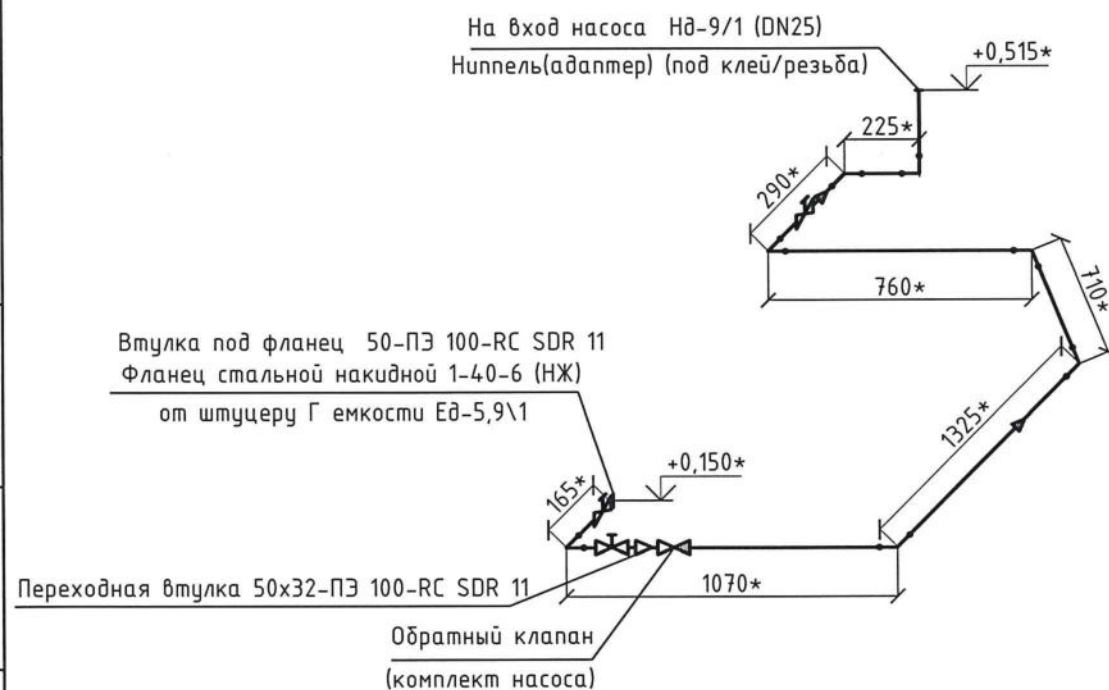 На вход насоса Нд-9/1 (DN25)
Ниппель(адаптер) (под клей/резьба)
+0,515*
225*
290*
760*
710*
Втулка под фланец 50-ПЭ 100-RC SDR 11
Фланец стальной накидной 1-40-6 (НЖ)
от штуцеру Г емкости Ед-5,9\1
1325*
+0,150*
165*
Переходная втулка 50х32-ПЭ 100-RC SDR 11
1070*
Обратный клапан
(комплект насоса)